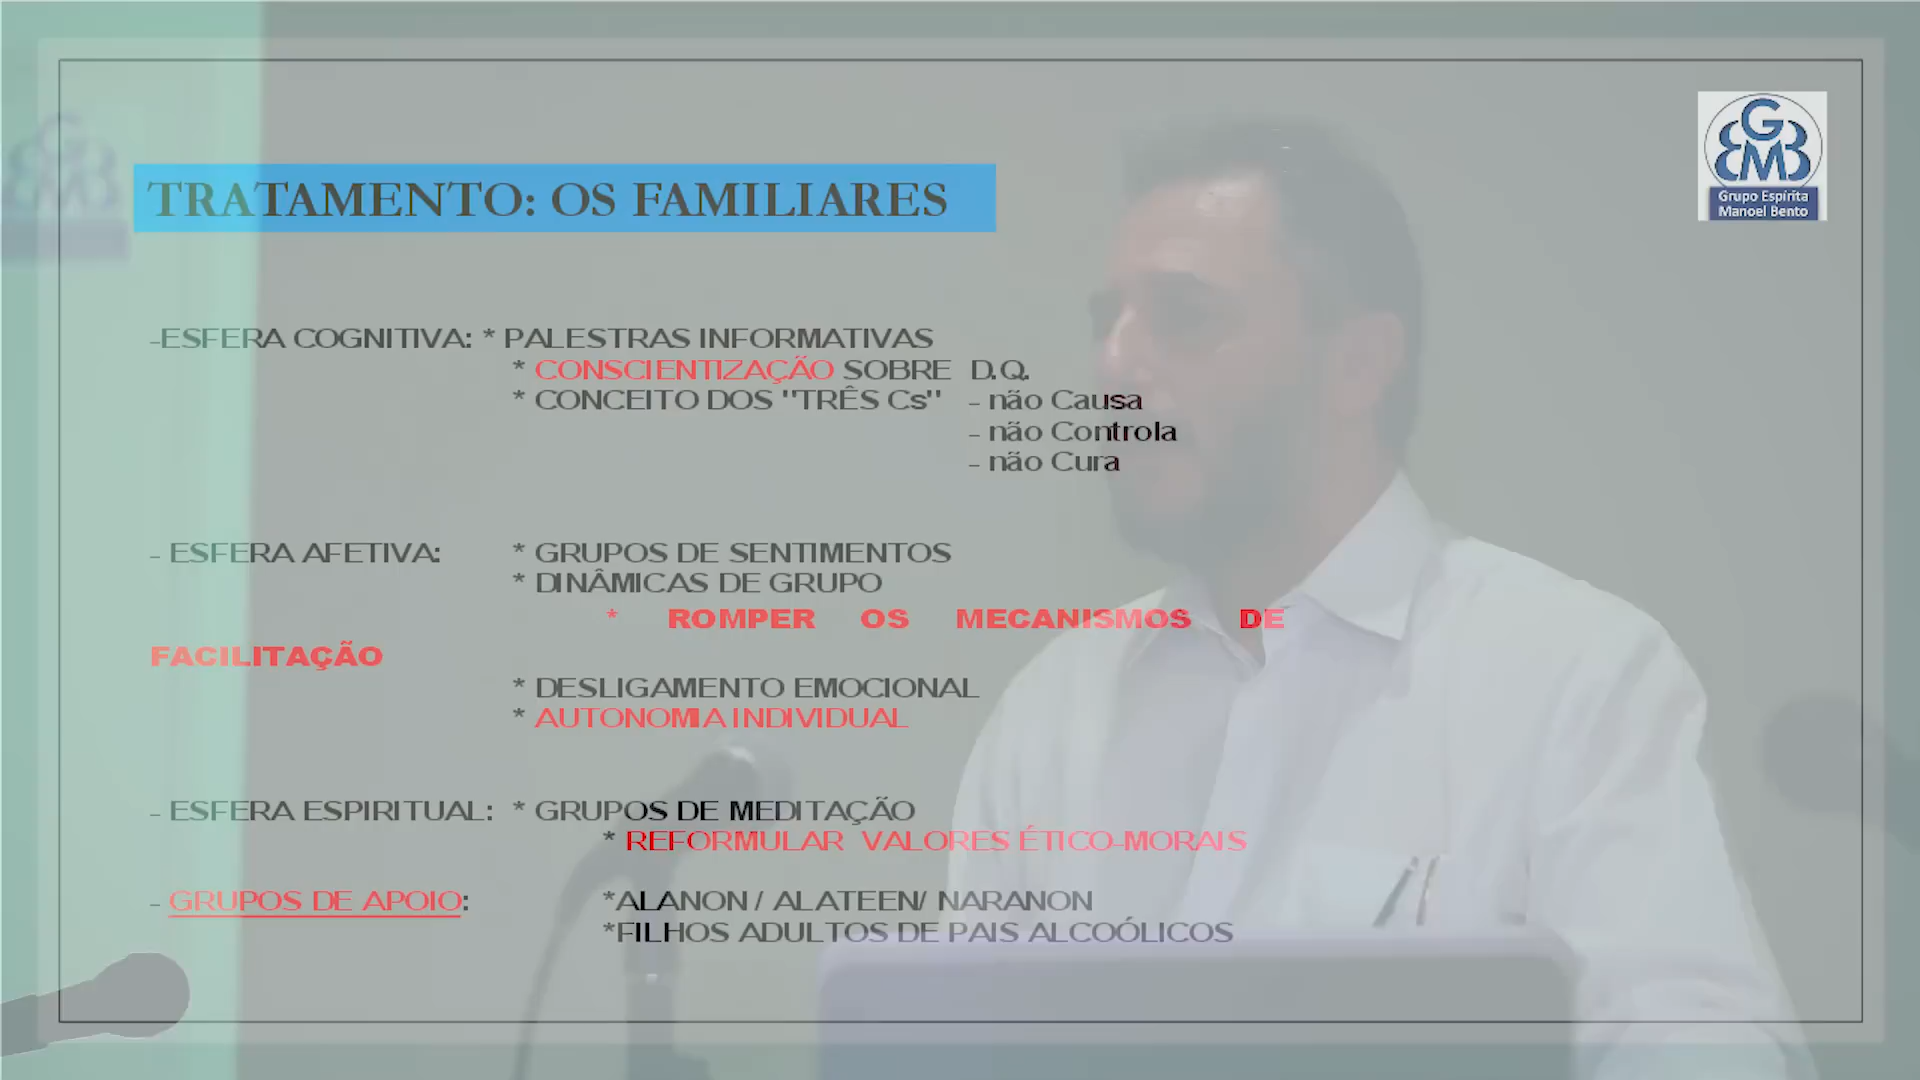 GEMB
Grupo Espírita
Manoel Bento
TRATAMENTO: OS FAMILIARES
-ESFERA COGNITIVA: * PALESTRAS INFORMATIVAS
* CONSCIENTIZAÇÃO SOBRE D.Q.
* CONCEITO DOS "TRÊS Cs" - não Causa
- não Controla
- não Cura
- ESFERA AFETIVA: * GRUPOS DE SENTIMENTOS
* DINÂMICAS DE GRUPO
* ROMPER OS MECANISMOS DE
FACILITAÇÃO
* DESLIGAMENTO EMOCIONAL
* AUTONOMIA INDIVIDUAL
- ESFERA ESPIRITUAL: * GRUPOS DE MEDITAÇÃO
* REFORMULAR VALORES ÉTICO-MORAIS
- GRUPOS DE APOIO: *ALANON / ALATEEN/ NARANON
*FILHOS ADULTOS DE PAIS ALCOÓLICOS